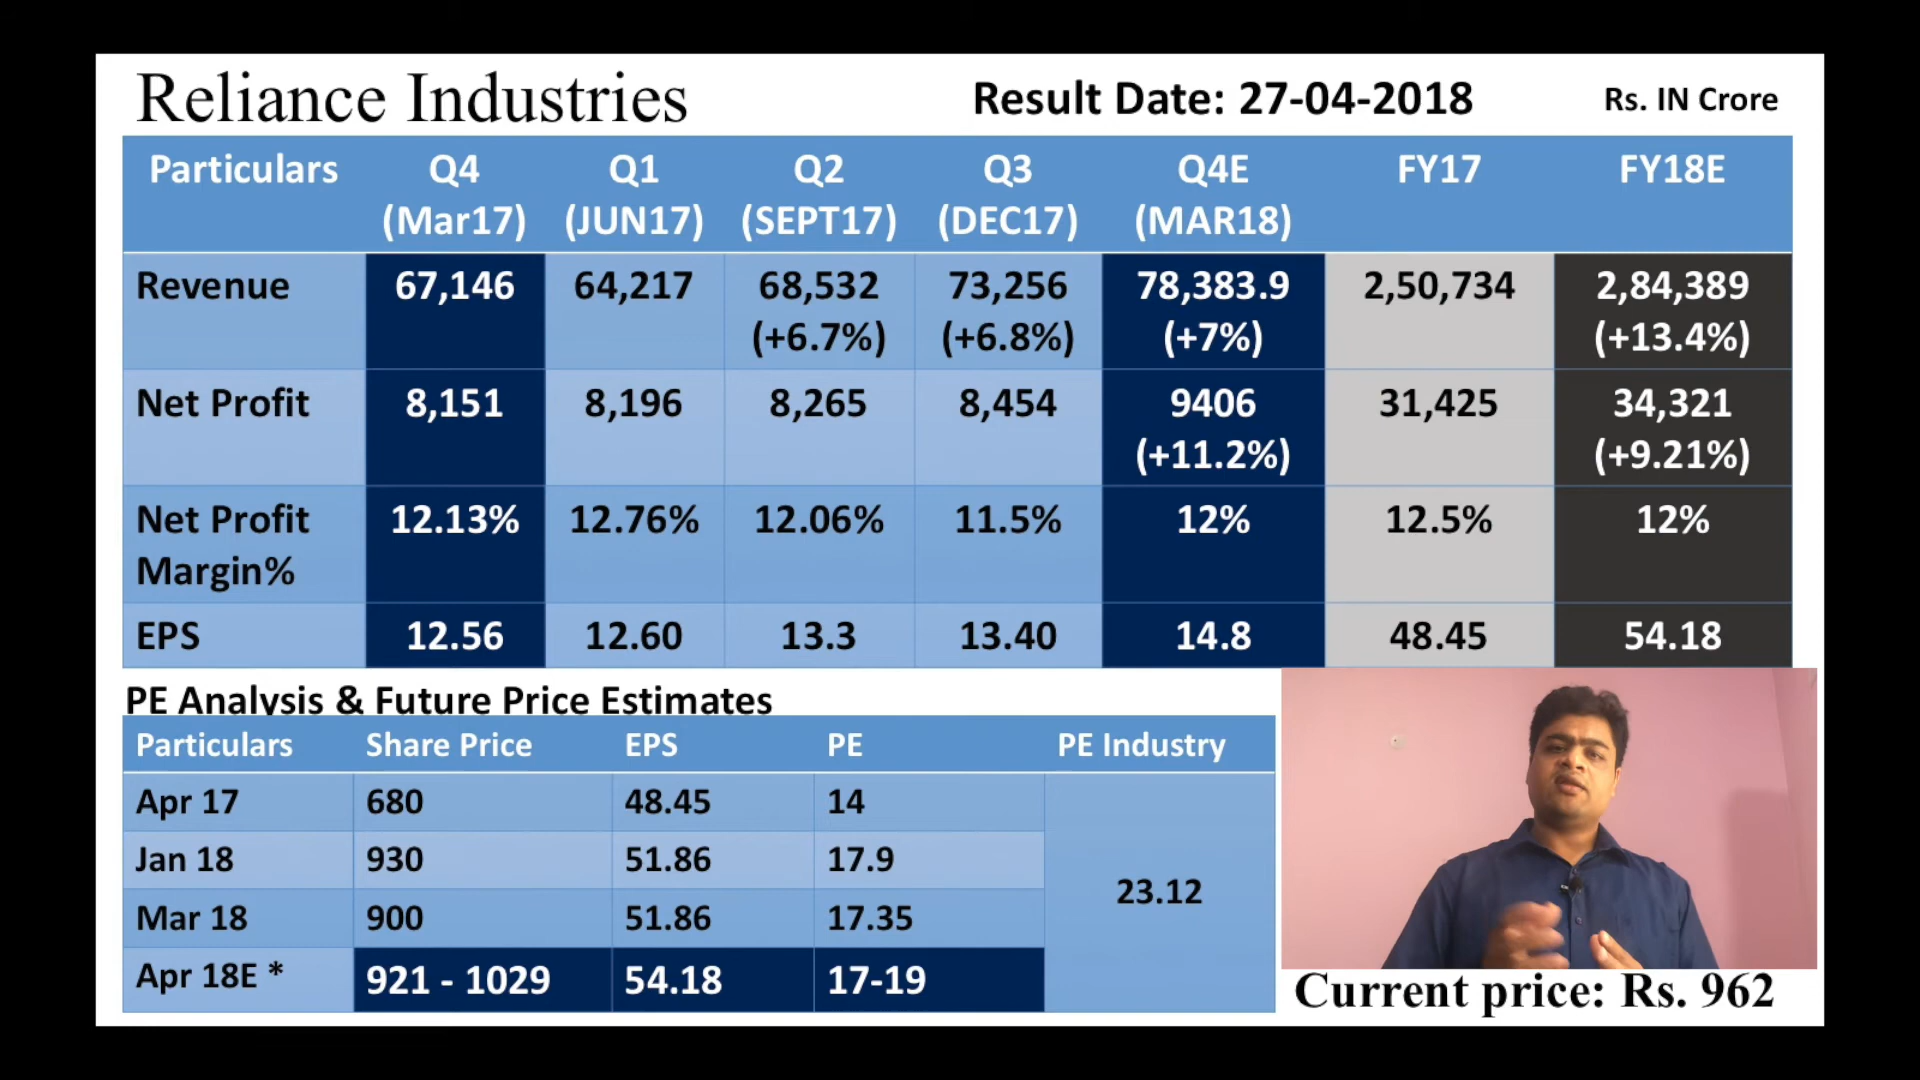 Reliance Industries Result Date: 27-04-2018 Rs. IN Crore
Particulars Q4 Q1 Q2 Q3 Q4E FY17 FY18E
(Mar17) (JUN17) (SEPT17) (DEC17) (MAR18)
Revenue 67,146 64,217 68,532 73,256 78,383.9 2,50,734 2,84,389
(+6.7%) (+6.8%) (+7%) (+13.4%)
Net Profit 8,151 8,196 8,265 8,454 9406 31,425 34,321
(+11.2%) (+9.21%)
Net Profit 12.13% 12.76% 12.06% 11.5% 12% 12.5% 12%
Margin%
EPS 12.56 12.60 13.3 13.40 14.8 48.45 54.18
PE Analysis & Future Price Estimates
Particulars Share Price EPS PE PE Industry
Apr 17 680 48.45 14
Jan 18 930 51.86 17.9
23.12
Mar 18 900 51.86 17.35
Apr 18E * 921 - 1029 54.18 17-19
Current price: Rs. 962